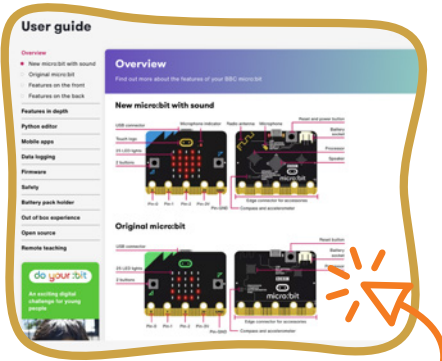 User guide
Overview
New micro:bit with sound
Original micro:bit
Features on the front
Features on the back
Features in depth
Python editor
Mobile apps
Data logging
Firmware
Safety
Battery pack holder
Out of box experience
Open source
Remote teaching
do your :bit
An exciting digital
challenge for young
people
Overview
Find out more about the features of your BBC micro:bit
New micro:bit with sound
USB connector
Microphone indicator
Radio antenna
Microphone
Reset and power button
Battery
socket
Touch logo
25 LED lights
2 buttons
Processor
Speaker
micro:bit
Pin-0
Pin-1
Pin-2
Pin-3V
Pin-GND
Edge connector for accessories
Compass and accelerometer
Original micro:bit
USB connector
Reset button
Battery
socket
25 LED lights
2 buttons
micro:bit
Pin-0
Pin-1
Pin-2
Pin-3V
Pin-GND
Edge connector for accessories
Compass and accelerometer